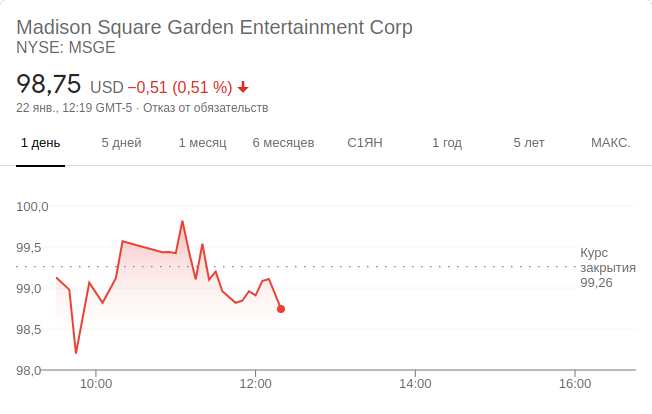 Madison Square Garden Entertainment Corp
NYSE: MSGE
98,75 USD −0,51 (0,51 %)
22 янв., 12:19 GMT-5 · Отказ от обязательств
1 день 5 дней 1 месяц 6 месяцев С1ЯН 1 год 5 лет МАКС.
100,0
99,5
Курс
закрытия
99,26
99,0
98,5
98,0
10:00 12:00 14:00 16:00